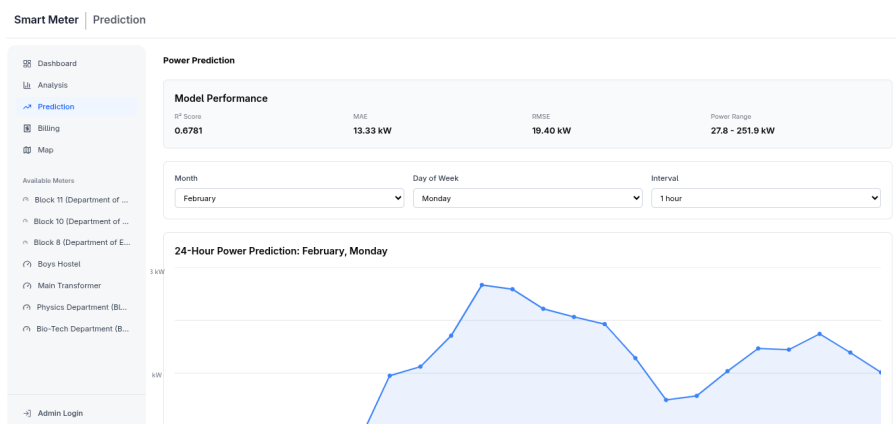 Smart Meter | Prediction
Dashboard
Analysis
Prediction
Billing
Map
Available Meters
Block 11 (Department of ...
Block 10 (Department of ...
Block 8 (Department of E...
Boys Hostel
Main Transformer
Physics Department (Bl...
Bio-Tech Department (B...
Admin Login
Power Prediction
Model Performance
R² Score MAE RMSE Power Range
0.6781 13.33 kW 19.40 kW 27.8 - 251.9 kW
Month Day of Week Interval
February Monday 1 hour
24-Hour Power Prediction: February, Monday
kW
kW